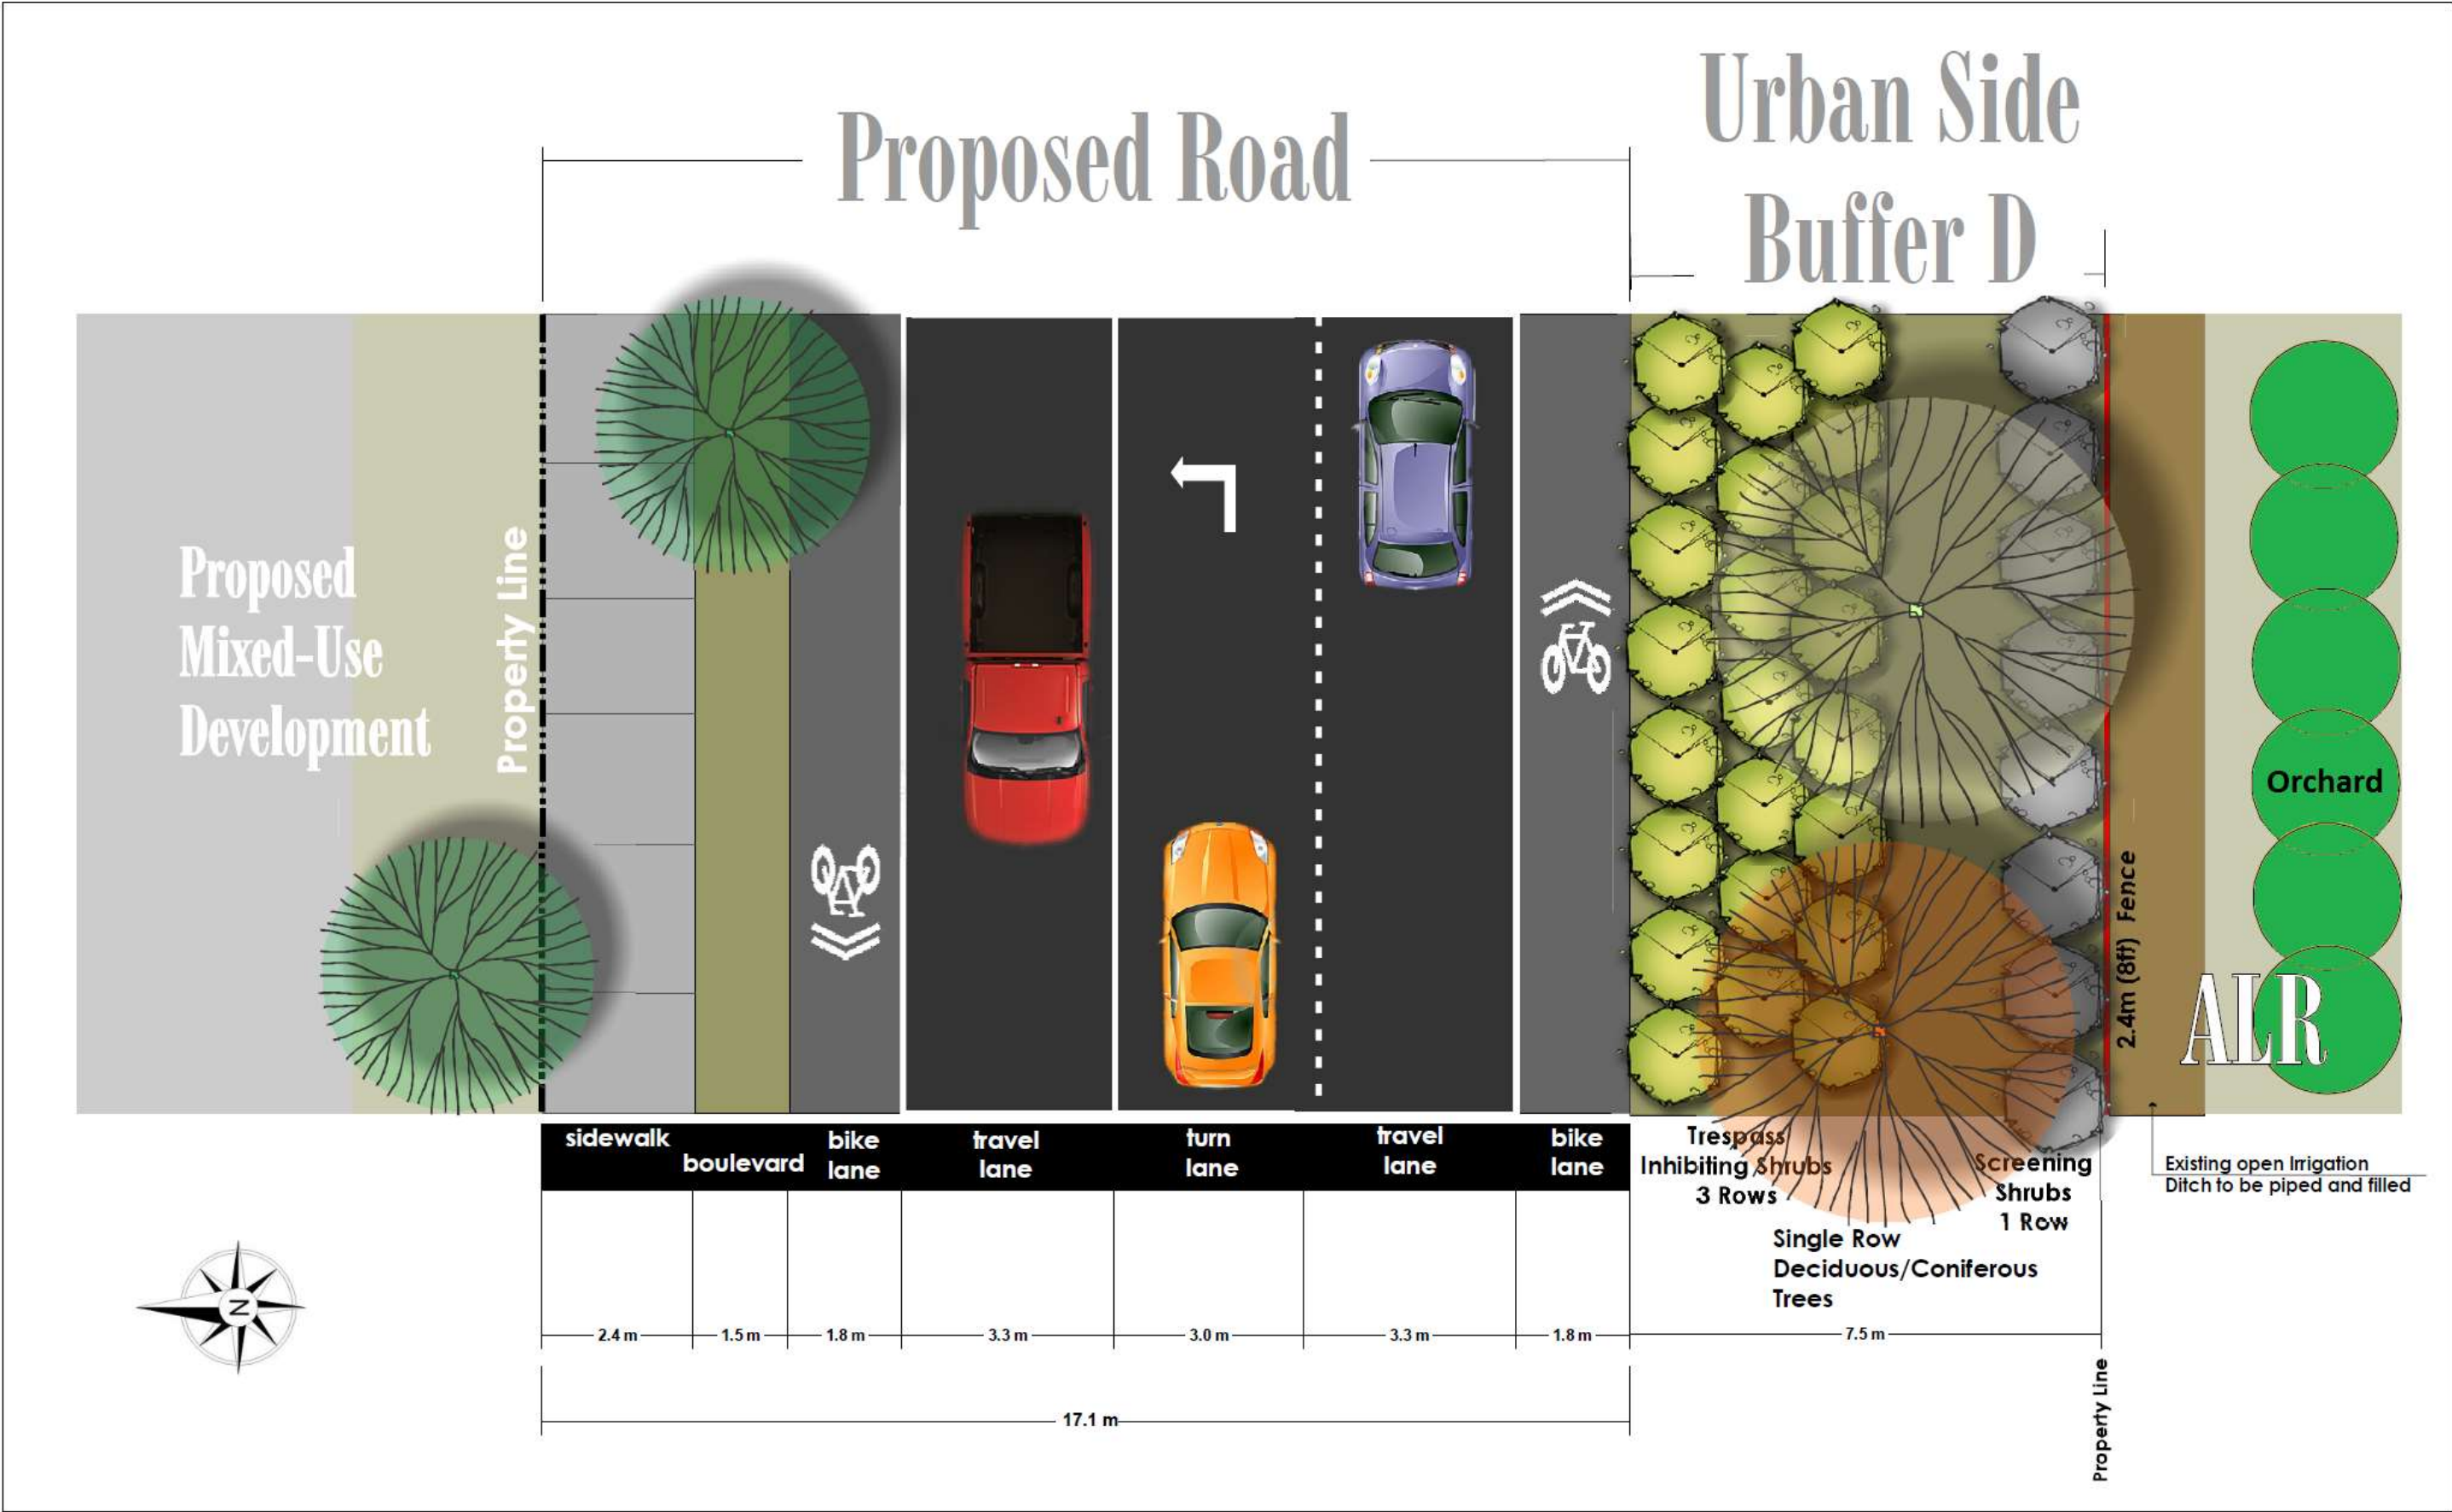 Proposed Road
Urban Side
Buffer D
Proposed
Mixed-Use
Development
Property Line
Orchard
2.4m (8ft) Fence
ALR
sidewalk
boulevard
bike
lane
travel
lane
turn
lane
travel
lane
bike
lane
Trespass
Inhibiting Shrubs
3 Rows
Screening
Shrubs
1 Row
Single Row
Deciduous/Coniferous
Trees
Existing open Irrigation
Ditch to be piped and filled
N
2.4 m
1.5 m
1.8 m
3.3 m
3.0 m
3.3 m
1.8 m
7.5 m
17.1 m
Property Line